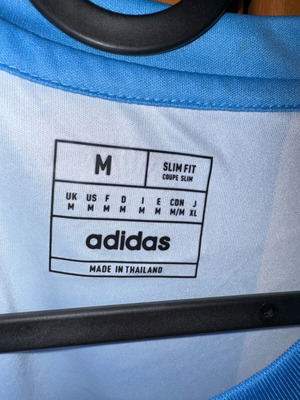 M
SLIM FIT
COUPE SLIM
UK US F D I E CDN J
M M M M M M M/M XL
adidas
MADE IN THAILAND